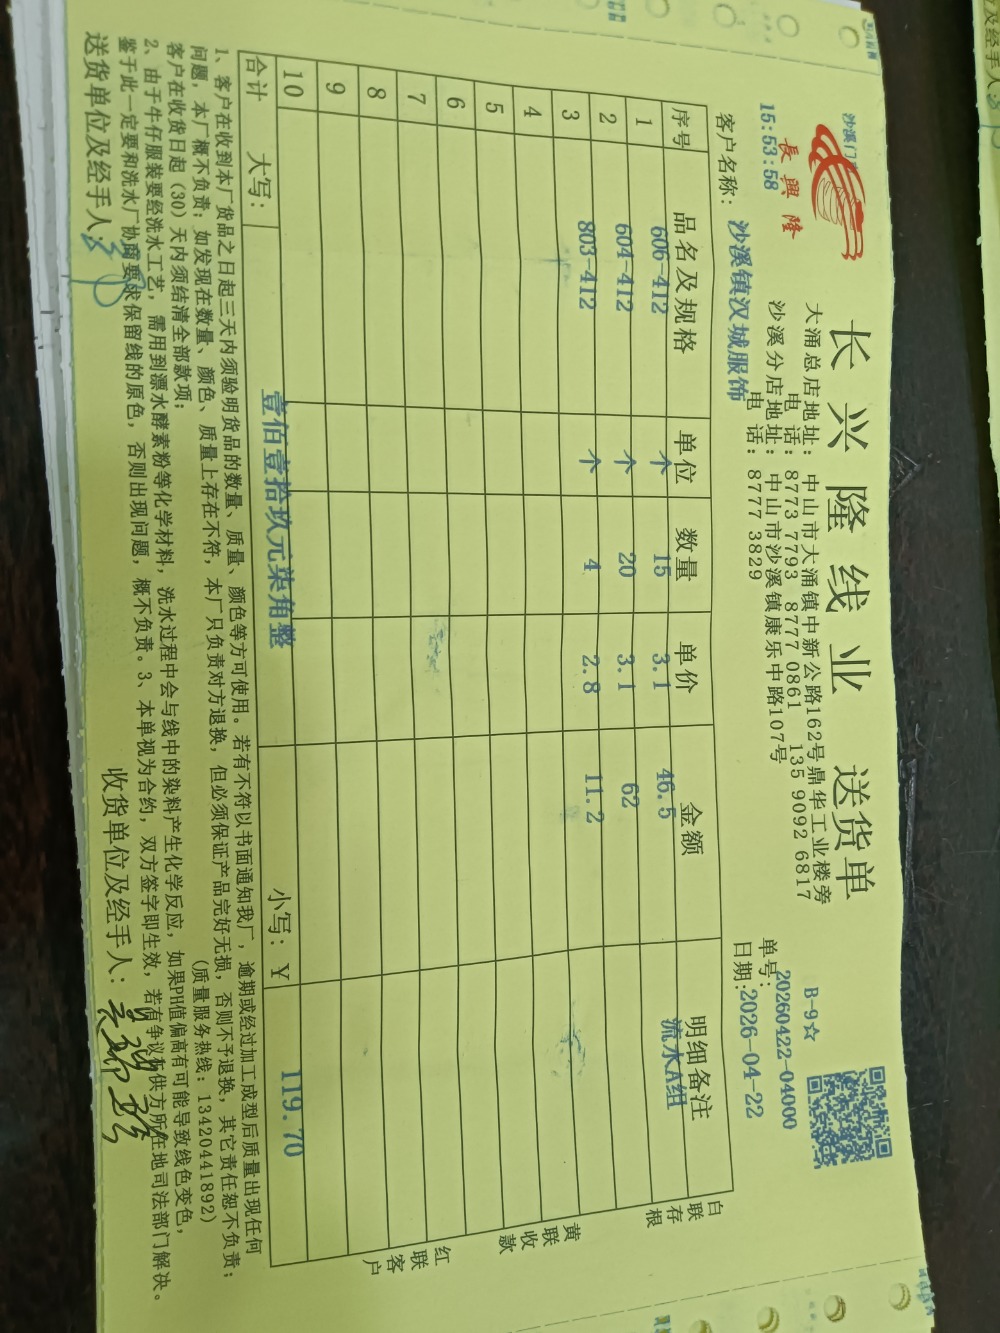 長興隆
15:53:58
长兴隆线业 送货单
大涌总店地址:中山市大涌镇中新公路162号鼎华工业楼旁
电 话:8773 7793 8777 0861 135 9092 6817
沙溪分店地址:中山市沙溪镇康乐中路107号
电 话:8777 3829
B-9☆
单号:20260422-04000
日期:2026-04-22
客户名称:沙溪镇汉城服饰
序号 品名及规格 单位 数量 单价 金额 明细备注
1 606-412 个 15 3.1 46.5 流水A组
2 604-412 个 20 3.1 62
3 803-412 个 4 2.8 11.2
4
5
6
7
8
9
10
合计 大写: 壹佰壹拾玖元柒角整 小写:¥ 119.70
白联存根
黄联收款
红联客户
1、客户在收到本厂货品之日起三天内须验明货品的数量、质量、颜色等方可使用。若有不符以书面通知我厂,逾期或经过加工成型后质量出现任何
问题,本厂概不负责;如发现在数量、颜色、质量上存在不符,本厂只负责对方退换,但必须保证产品完好无损,否则不予退换,其它责任恕不负责;
客户在收货日起(30)天内须结清全部款项; (质量服务热线:13420441892)
2、由于牛仔服装要经洗水工艺,需用到漂水酵素粉等化学材料,洗水过程中会与线中的染料产生化学反应,如果PH值偏高有可能导致线色变色,
鉴于此一定要和洗水厂协商要求保留线的原色,否则出现问题,概不负责。3、本单视为合约,双方签字即生效,若有争议在供方所在地司法部门解决。
送货单位及经手人: 收货单位及经手人: